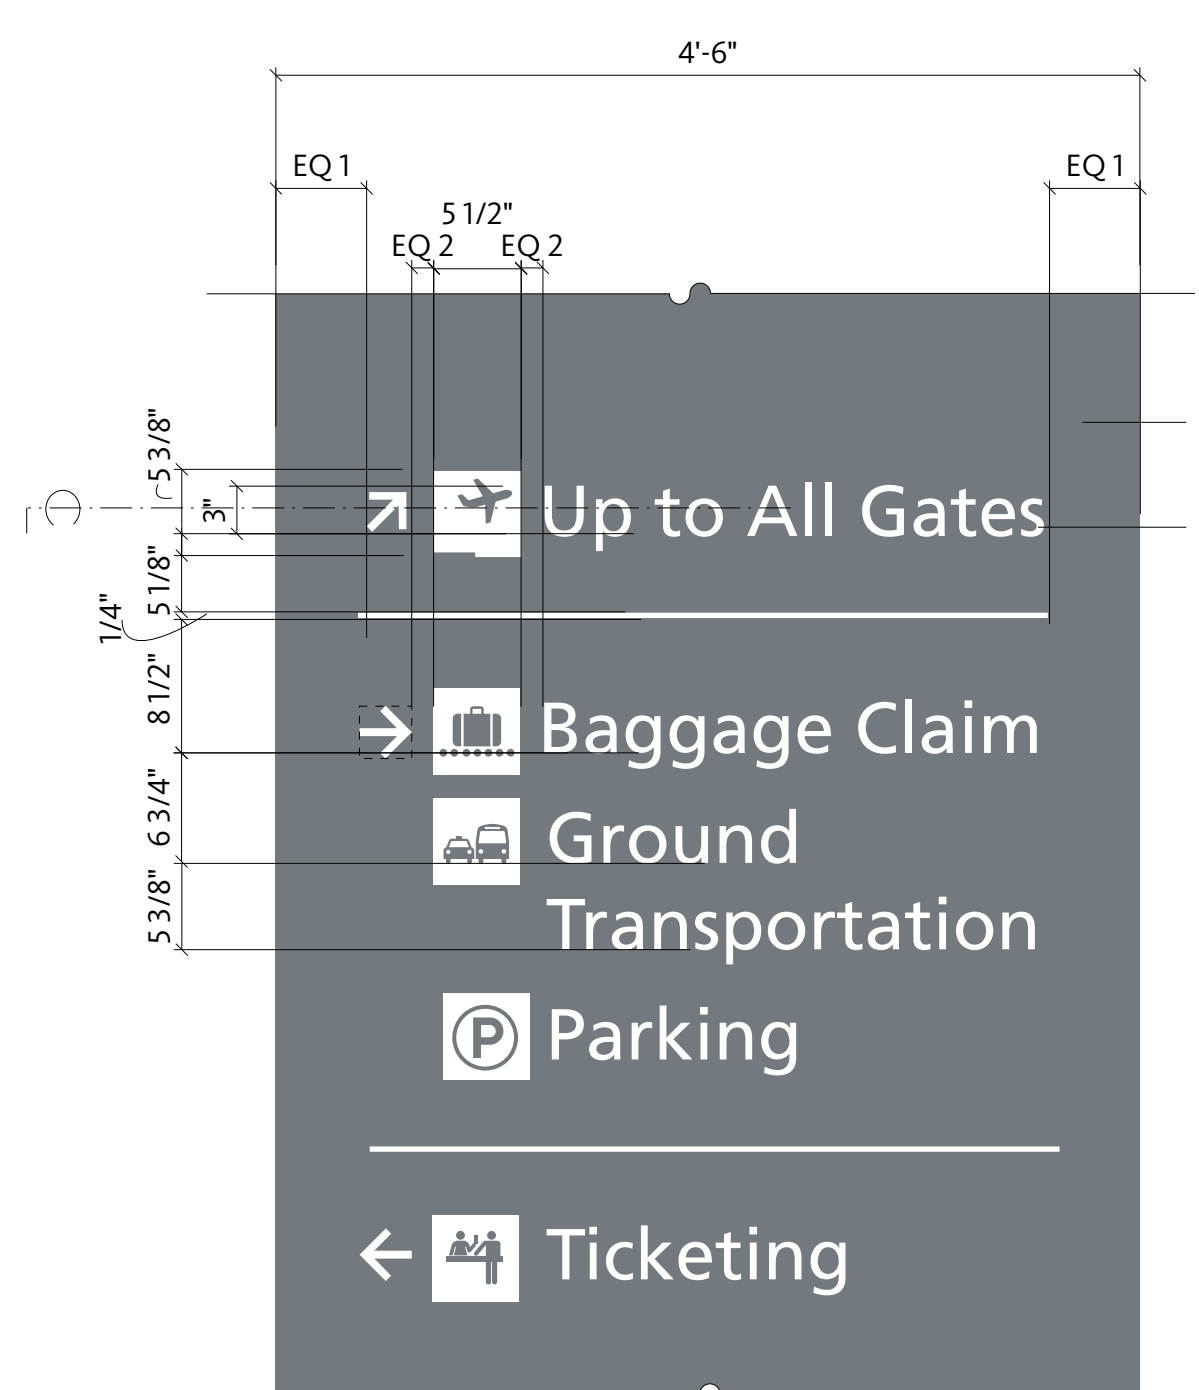 4'-6"
EQ 1
EQ 1
5 1/2"
EQ 2
EQ 2
5 3/8"
3"
Up to All Gates
5 1/8"
1/4"
8 1/2"
Baggage Claim
6 3/4"
Ground
5 3/8"
Transportation
P
Parking
Ticketing